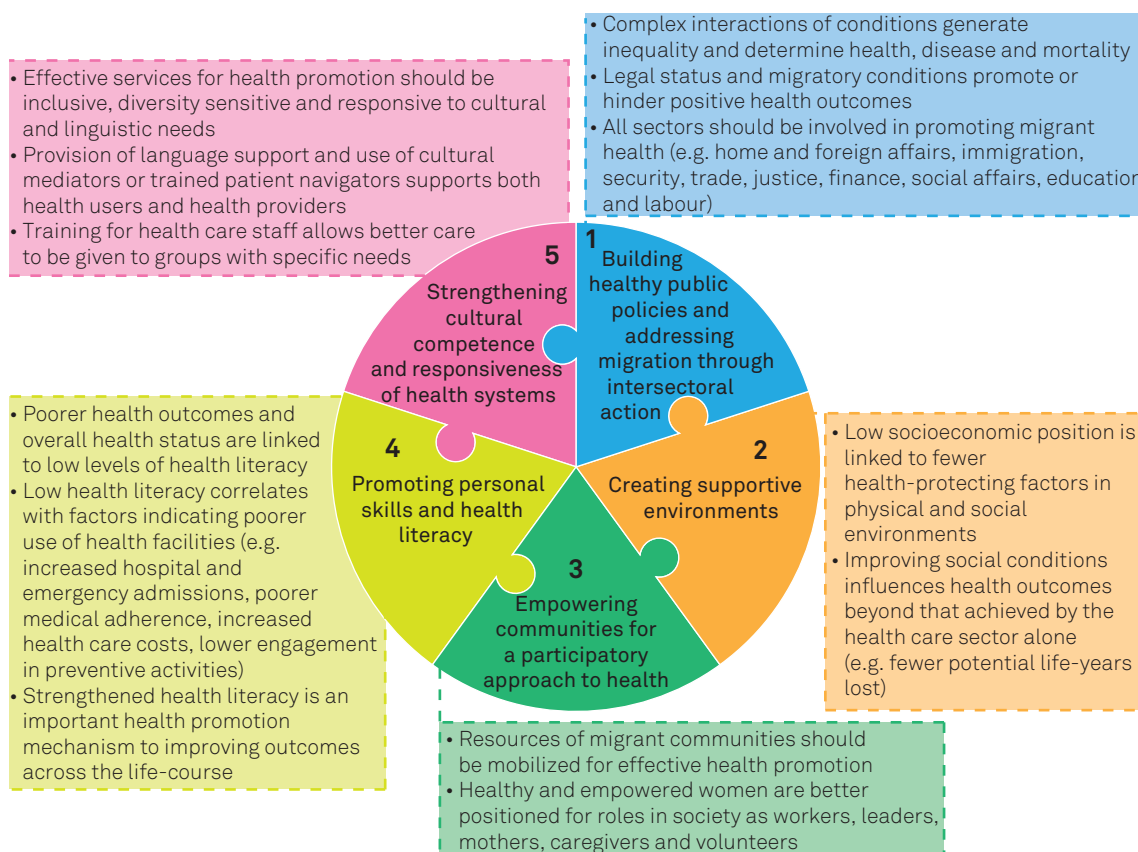 • Complex interactions of conditions generate
inequality and determine health, disease and mortality
• Legal status and migratory conditions promote or
hinder positive health outcomes
• All sectors should be involved in promoting migrant
health (e.g. home and foreign affairs, immigration,
security, trade, justice, finance, social affairs, education
and labour)
• Effective services for health promotion should be
inclusive, diversity sensitive and responsive to cultural
and linguistic needs
• Provision of language support and use of cultural
mediators or trained patient navigators supports both
health users and health providers
• Training for health care staff allows better care
to be given to groups with specific needs
1
Building
healthy public
policies and
addressing
migration through
intersectoral
action
5
Strengthening
cultural
competence
and responsiveness
of health systems
2
Creating supportive
environments
4
Promoting personal
skills and health
literacy
3
Empowering
communities for
a participatory
approach to health
• Poorer health outcomes and
overall health status are linked
to low levels of health literacy
• Low health literacy correlates
with factors indicating poorer
use of health facilities (e.g.
increased hospital and
emergency admissions, poorer
medical adherence, increased
health care costs, lower engagement
in preventive activities)
• Strengthened health literacy is an
important health promotion
mechanism to improving outcomes
across the life-course
• Low socioeconomic position is
linked to fewer
health-protecting factors in
physical and social
environments
• Improving social conditions
influences health outcomes
beyond that achieved by the
health care sector alone
(e.g. fewer potential life-years
lost)
• Resources of migrant communities should
be mobilized for effective health promotion
• Healthy and empowered women are better
positioned for roles in society as workers, leaders,
mothers, caregivers and volunteers